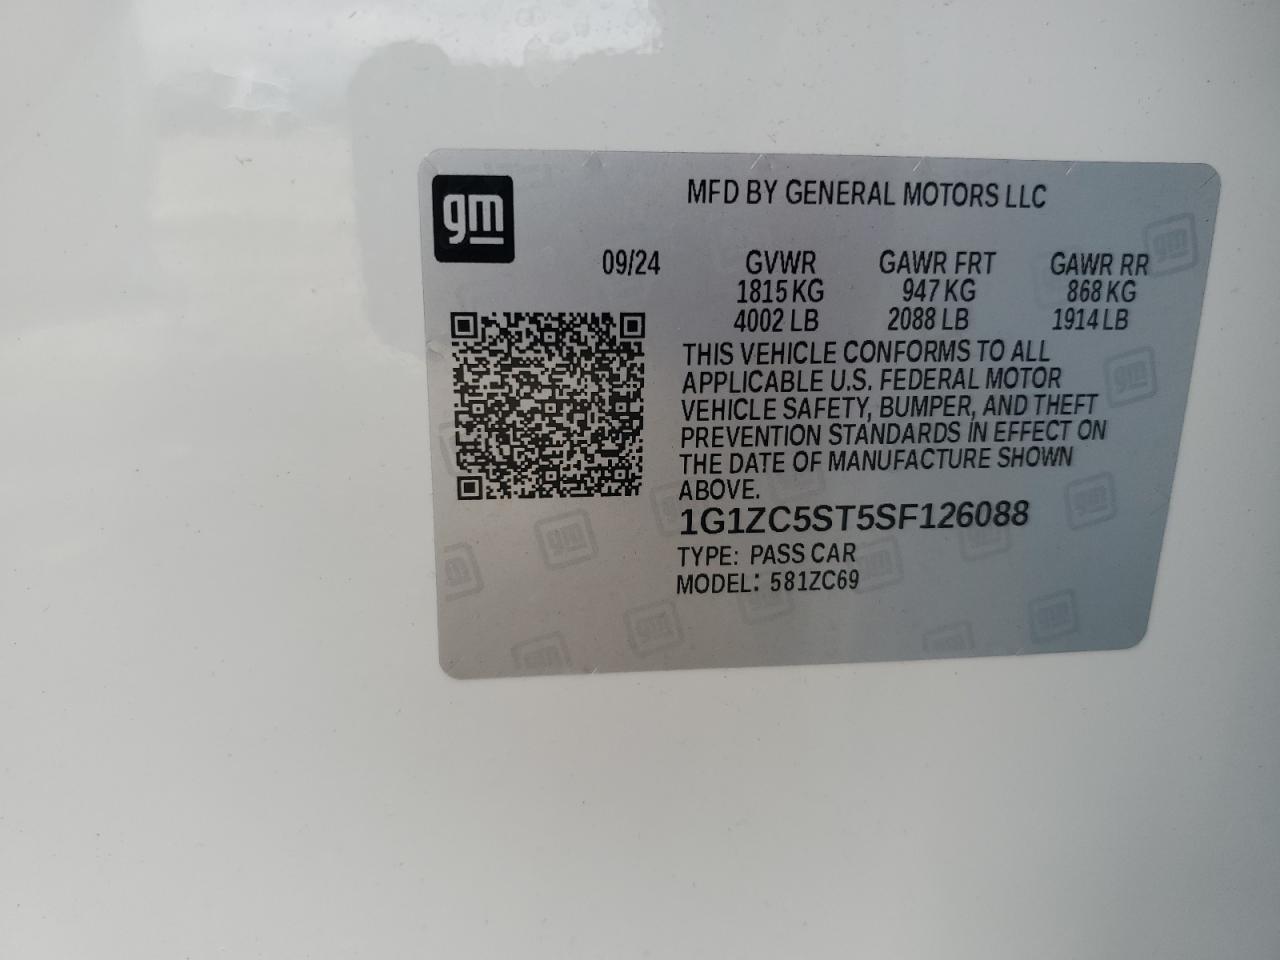 gm
MFD BY GENERAL MOTORS LLC
09/24 GVWR GAWR FRT GAWR RR
1815 KG 947 KG 868 KG
4002 LB 2088 LB 1914 LB
THIS VEHICLE CONFORMS TO ALL
APPLICABLE U.S. FEDERAL MOTOR
VEHICLE SAFETY, BUMPER, AND THEFT
PREVENTION STANDARDS IN EFFECT ON
THE DATE OF MANUFACTURE SHOWN
ABOVE.
1G1ZC5ST5SF126088
TYPE: PASS CAR
MODEL: 581ZC69